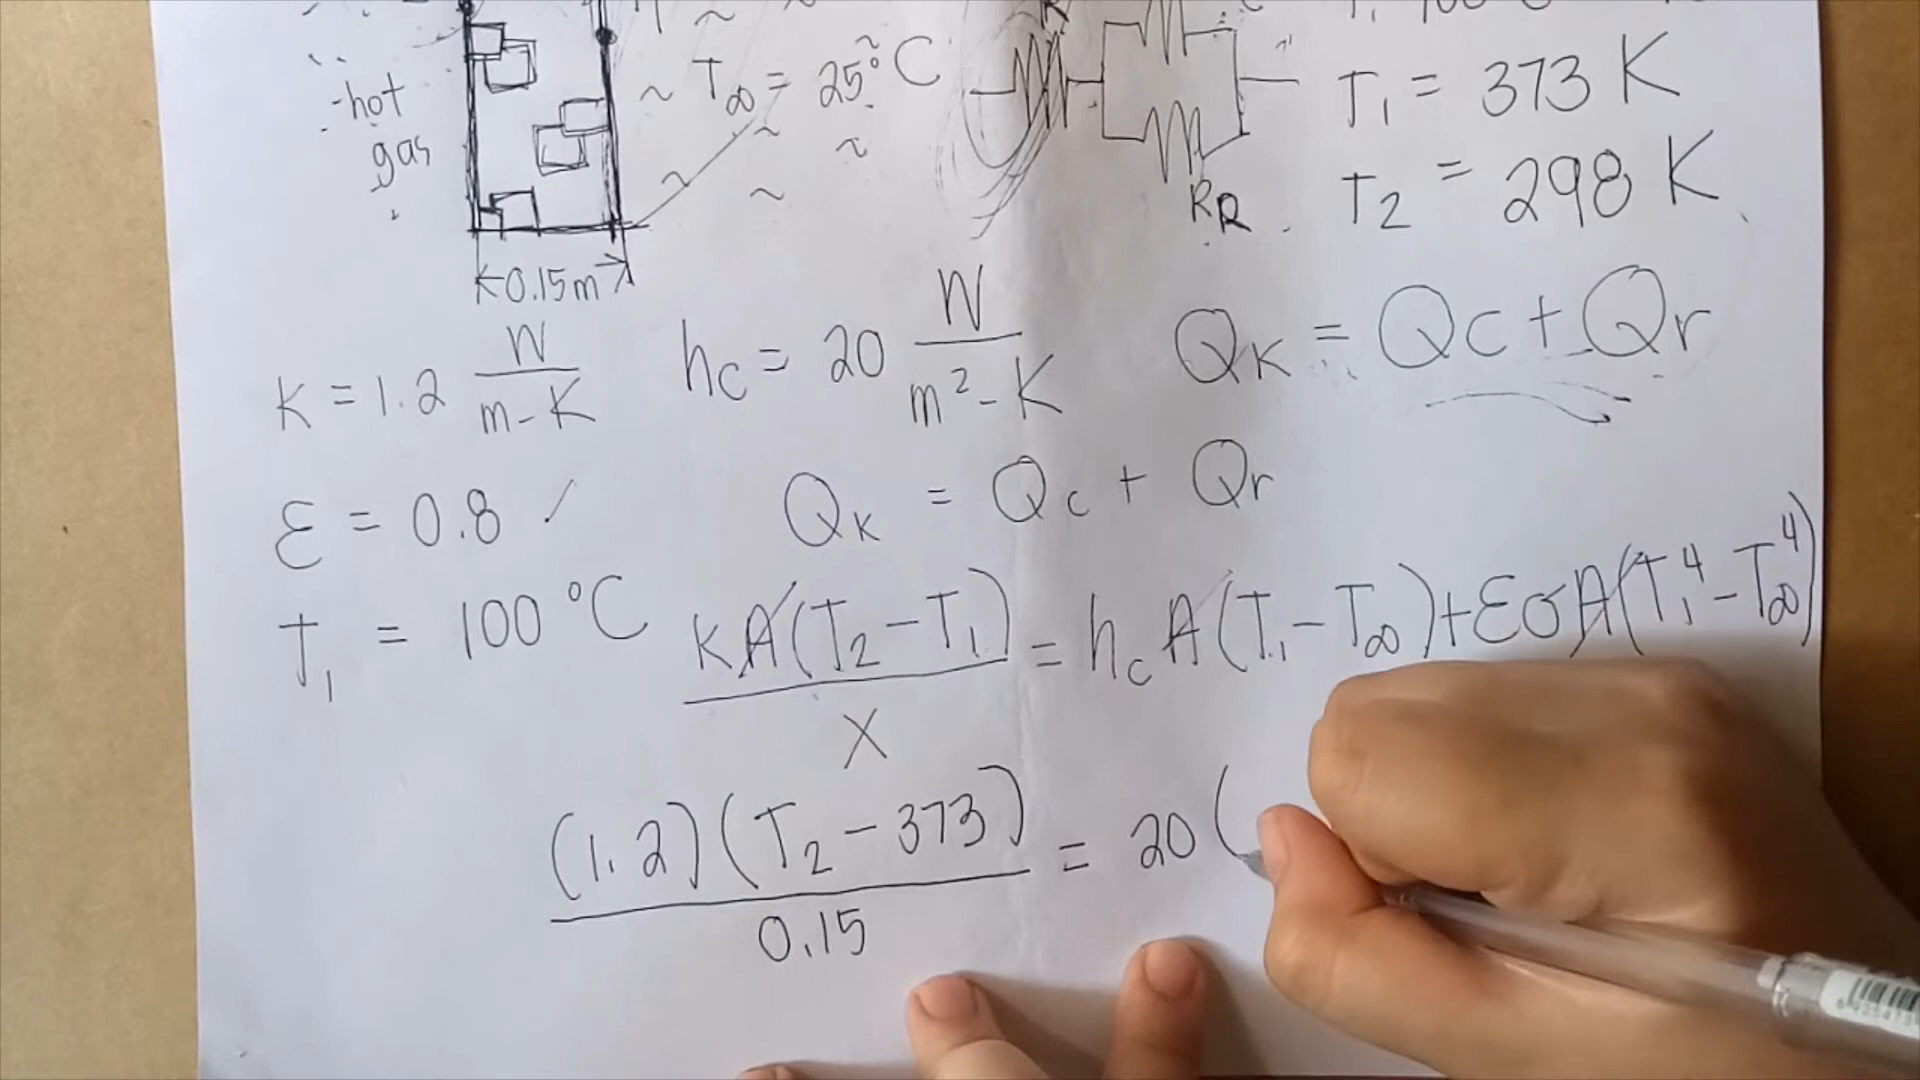 T∞ = 25°C
-hot
gas
T1 = 373 K
T2 = 298 K
RR
0.15m
K = 1.2 W/m-K
hc = 20 W/m²-K
QK = Qc + Qr
ε = 0.8
QK = Qc + Qr
T1 = 100 °C
kA(T2 - T1)/X = hc A(T1 - T∞) + εσA(T1⁴ - T∞⁴)
(1.2)(T2 - 373)/0.15 = 20(